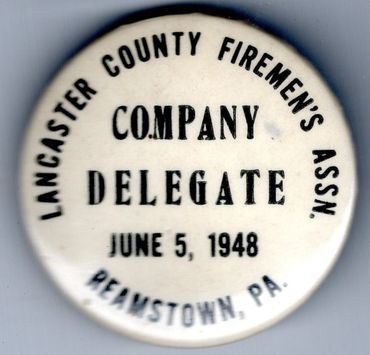 LANCASTER COUNTY FIREMEN'S ASSN.
COMPANY
DELEGATE
JUNE 5, 1948
REAMSTOWN, PA.